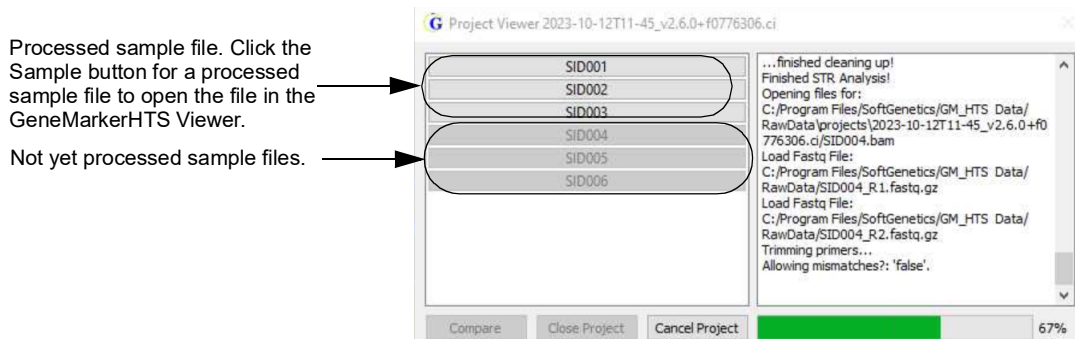 Project Viewer 2023-10-12T11-45_v2.6.0+f0776306.ci
Processed sample file. Click the
Sample button for a processed
sample file to open the file in the
GeneMarkerHTS Viewer.
Not yet processed sample files.
SID001
SID002
SID003
SID004
SID005
SID006
...finished cleaning up!
Finished STR Analysis!
Opening files for:
C:/Program Files/SoftGenetics/GM_HTS Data/
RawData\projects\2023-10-12T11-45_v2.6.0+f0
776306.ci/SID004.bam
Load Fastq File:
C:/Program Files/SoftGenetics/GM_HTS Data/
RawData/SID004_R1.fastq.gz
Load Fastq File:
C:/Program Files/SoftGenetics/GM_HTS Data/
RawData/SID004_R2.fastq.gz
Trimming primers...
Allowing mismatches?: 'false'.
Compare
Close Project
Cancel Project
67%